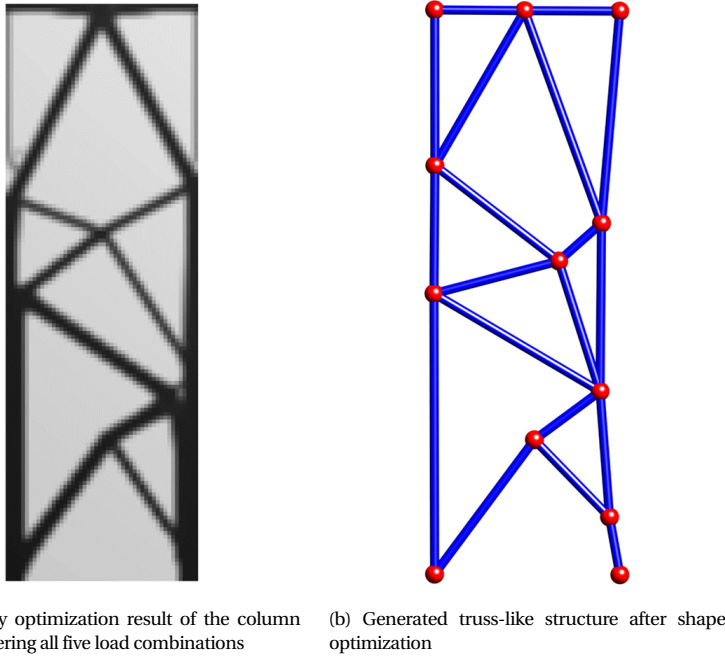 y optimization result of the column
ering all five load combinations
(b) Generated truss-like structure after shape
optimization